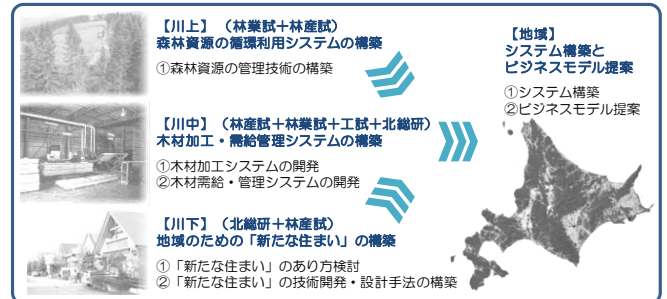 【川上】（林業試＋林産試）
森林資源の循環利用システムの構築
①森林資源の管理技術の構築
【川中】（林産試＋林業試＋工試＋北総研）
木材加工・需給管理システムの構築
①木材加工システムの開発
②木材需給・管理システムの開発
【川下】（北総研＋林産試）
地域のための「新たな住まい」の構築
①「新たな住まい」のあり方検討
②「新たな住まい」の技術開発・設計手法の構築
【地域】
システム構築と
ビジネスモデル提案
①システム構築
②ビジネスモデル提案